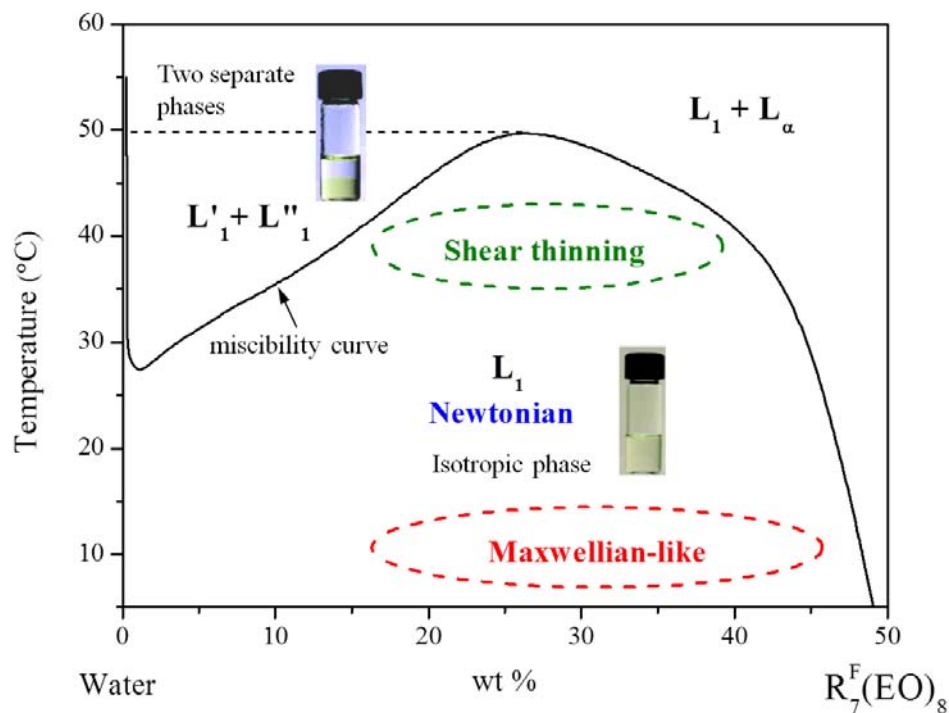 60
50
40
30
20
10
Temperature (°C)
Two separate
phases
L₁ + Lα
L'₁ + L"₁
Shear thinning
miscibility curve
L₁
Newtonian
Isotropic phase
Maxwellian-like
0 10 20 30 40 50
Water wt % R₇ᶠ(EO)₈